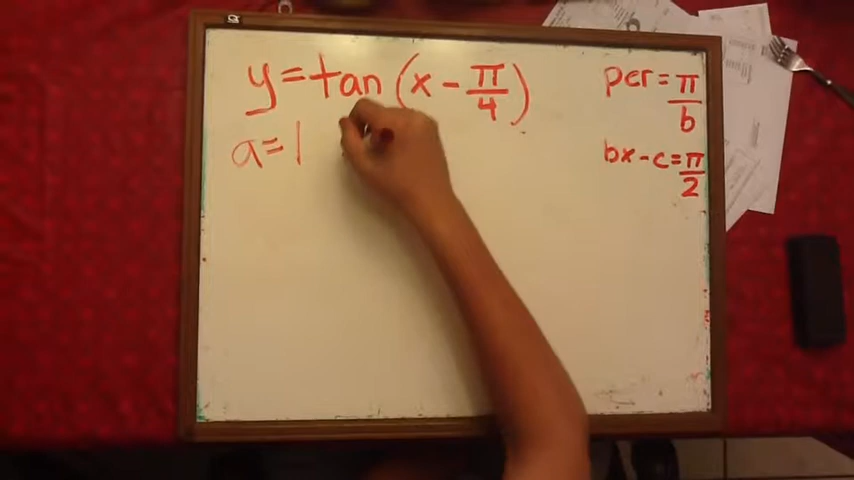 y = tan (x - π/4)
a = 1
per = π/b
bx - c = π/2